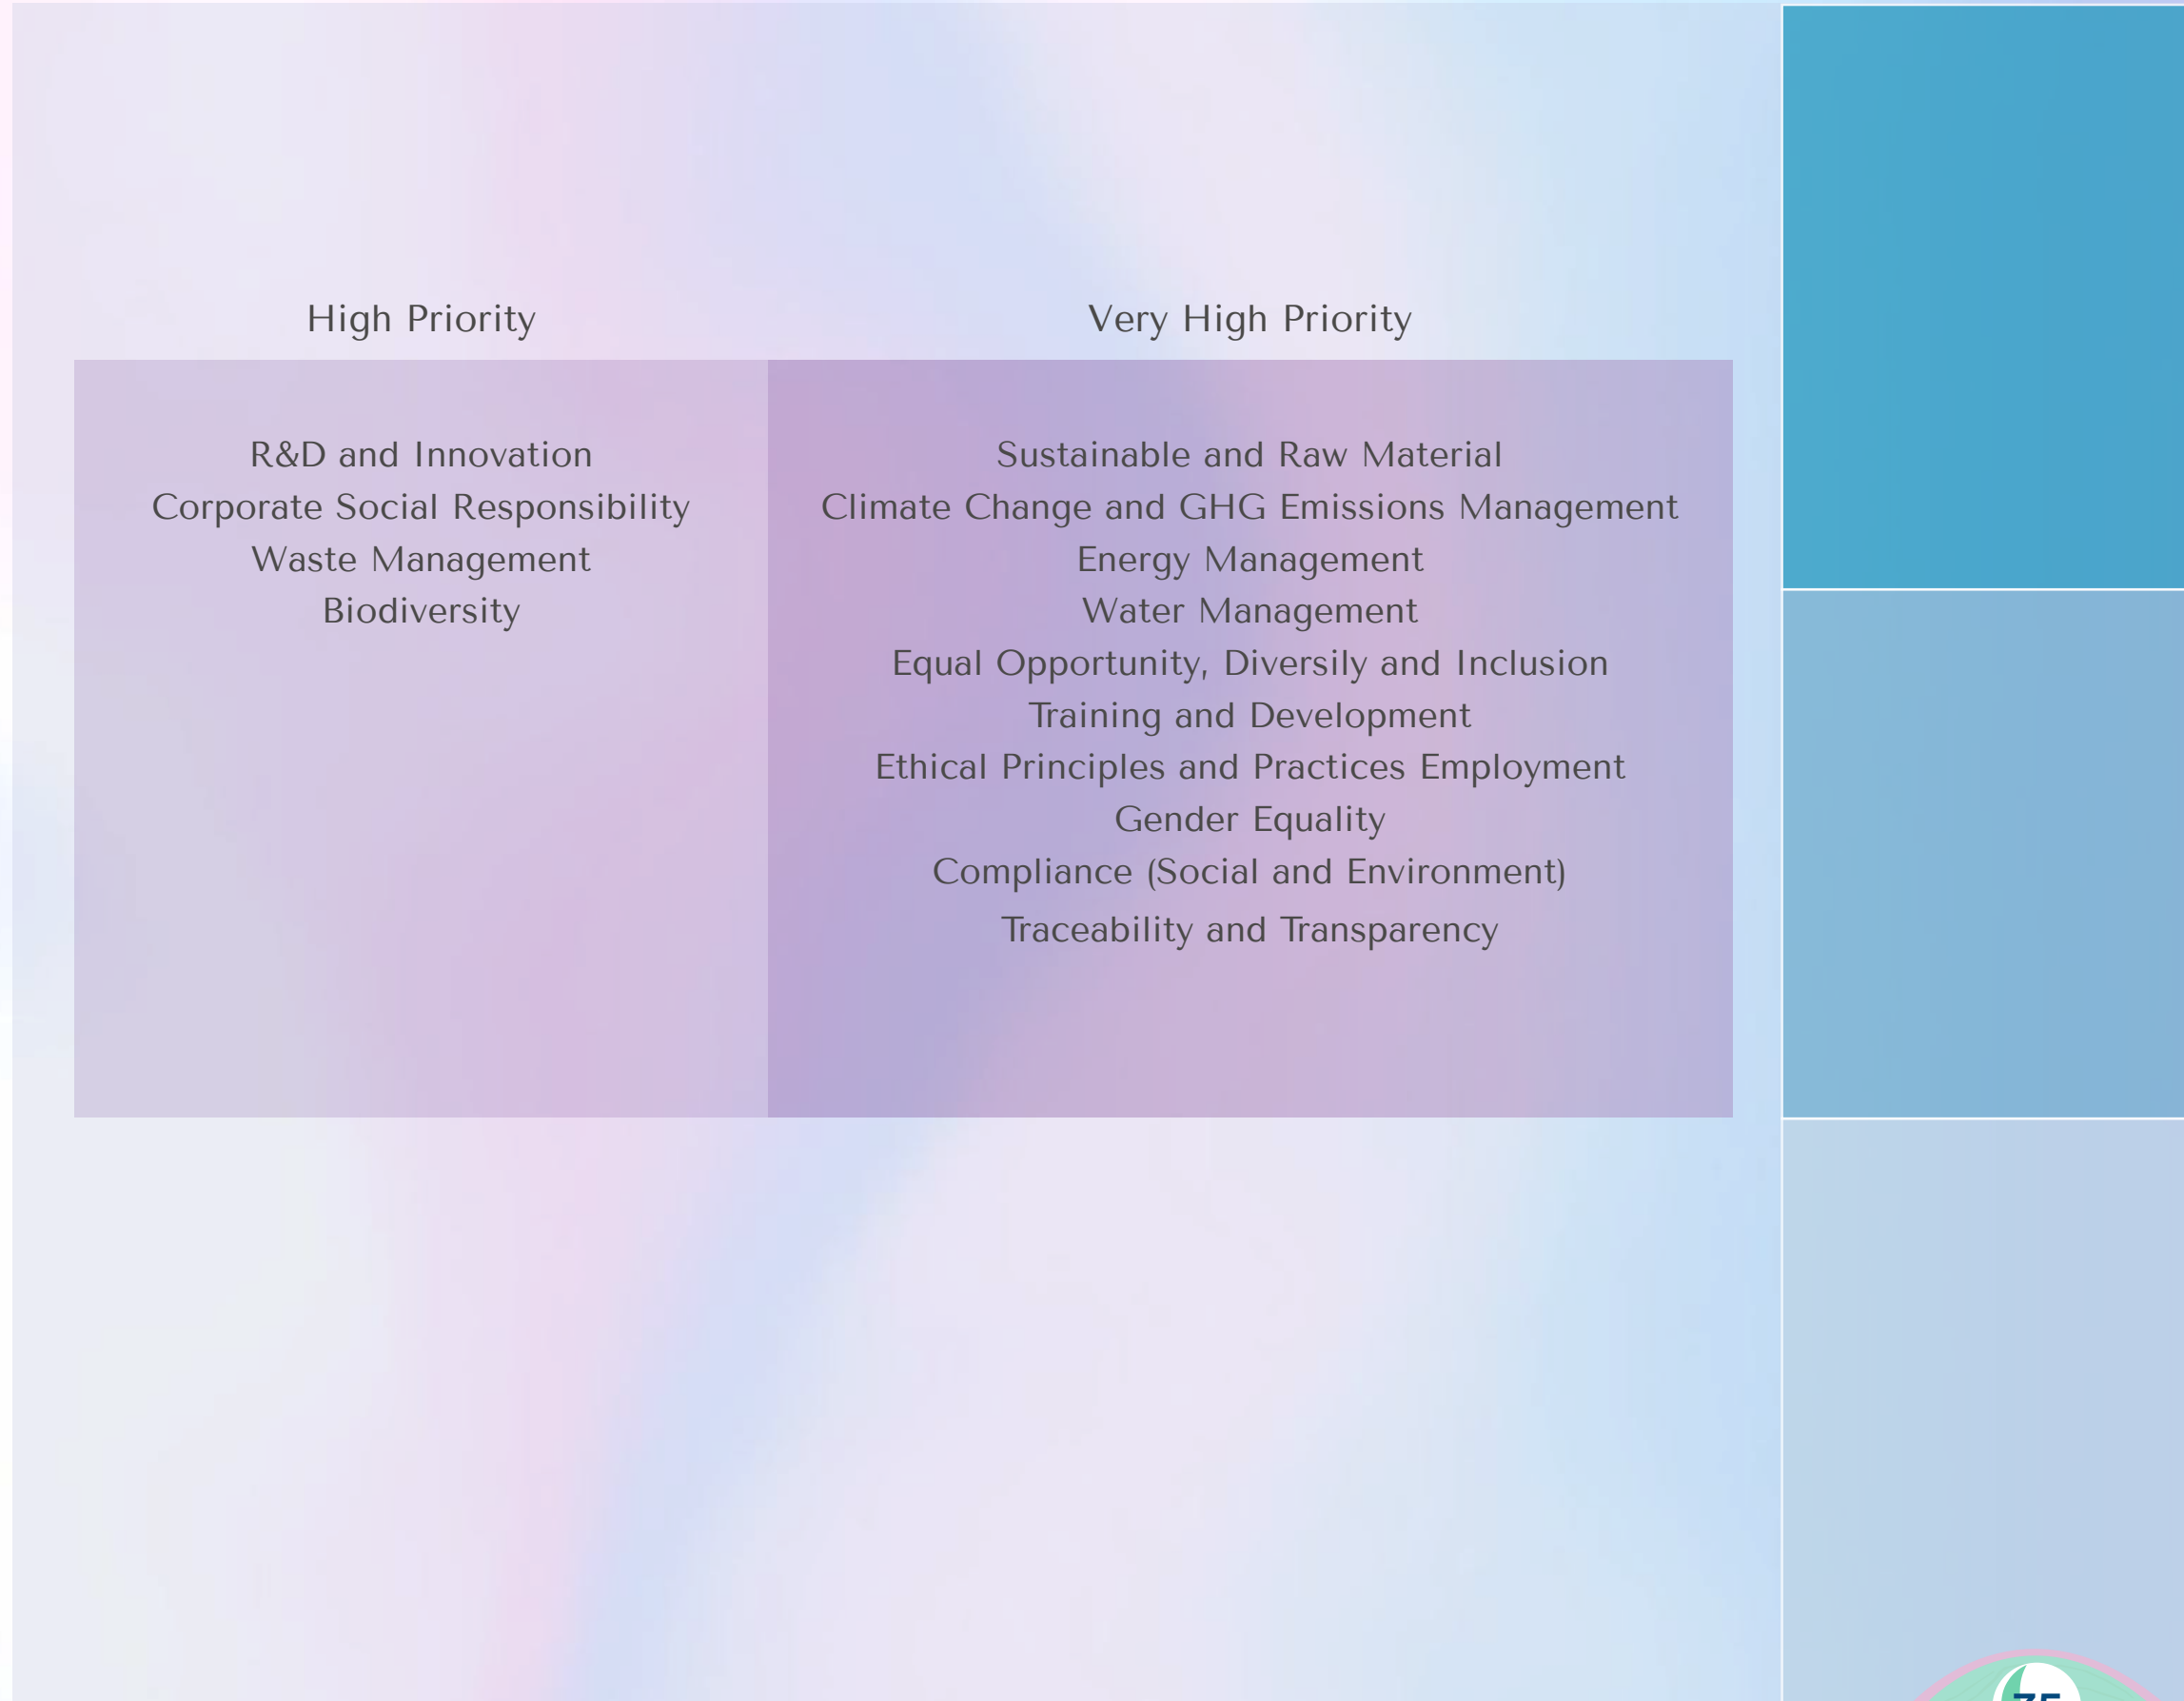 High Priority
R&D and Innovation
Corporate Social Responsibility
Waste Management
Biodiversity
Very High Priority
Sustainable and Raw Material
Climate Change and GHG Emissions Management
Energy Management
Water Management
Equal Opportunity, Diversily and Inclusion
Training and Development
Ethical Principles and Practices Employment
Gender Equality
Compliance (Social and Environment)
Traceability and Transparency